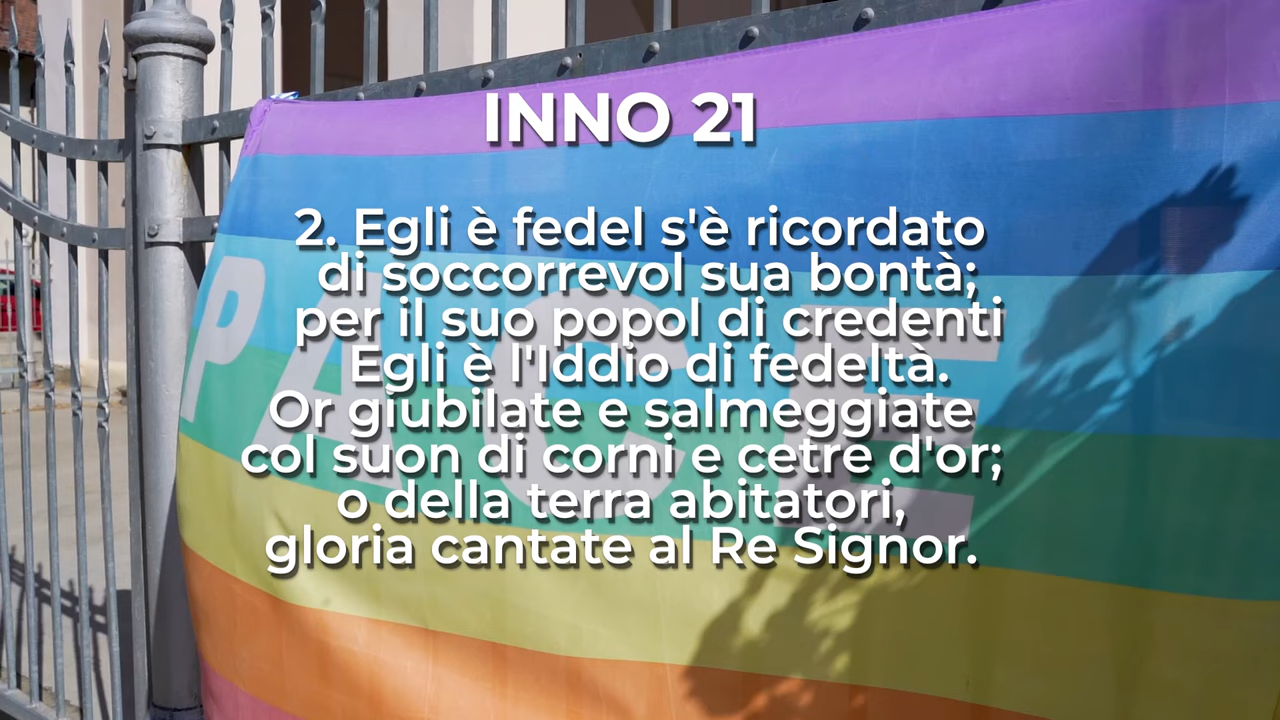 INNO 21
2. Egli è fedel s'è ricordato
di soccorrevol sua bontà;
per il suo popol di credenti
Egli è l'Iddio di fedeltà.
Or giubilate e salmeggiate
col suon di corni e cetre d'or;
o della terra abitatori,
gloria cantate al Re Signor.
PACE